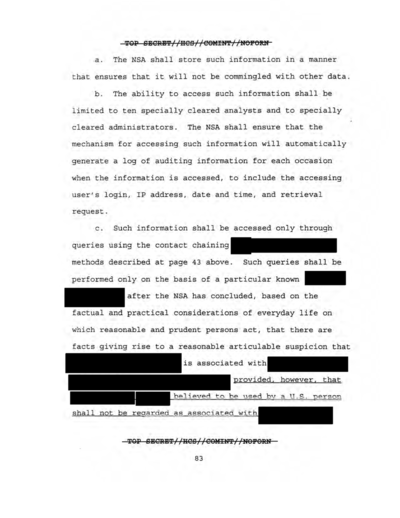 TOP SECRET//HCS//COMINT//NOFORN
a. The NSA shall store such information in a manner
that ensures that it will not be commingled with other data.
b. The ability to access such information shall be
limited to ten specially cleared analysts and to specially
cleared administrators. The NSA shall ensure that the
mechanism for accessing such information will automatically
generate a log of auditing information for each occasion
when the information is accessed, to include the accessing
user's login, IP address, date and time, and retrieval
request.
c. Such information shall be accessed only through
queries using the contact chaining
methods described at page 43 above. Such queries shall be
performed only on the basis of a particular known
after the NSA has concluded, based on the
factual and practical considerations of everyday life on
which reasonable and prudent persons act, that there are
facts giving rise to a reasonable articulable suspicion that
is associated with
provided, however, that
believed to be used by a U.S. person
shall not be regarded as associated with
TOP SECRET//HCS//COMINT//NOFORN
83